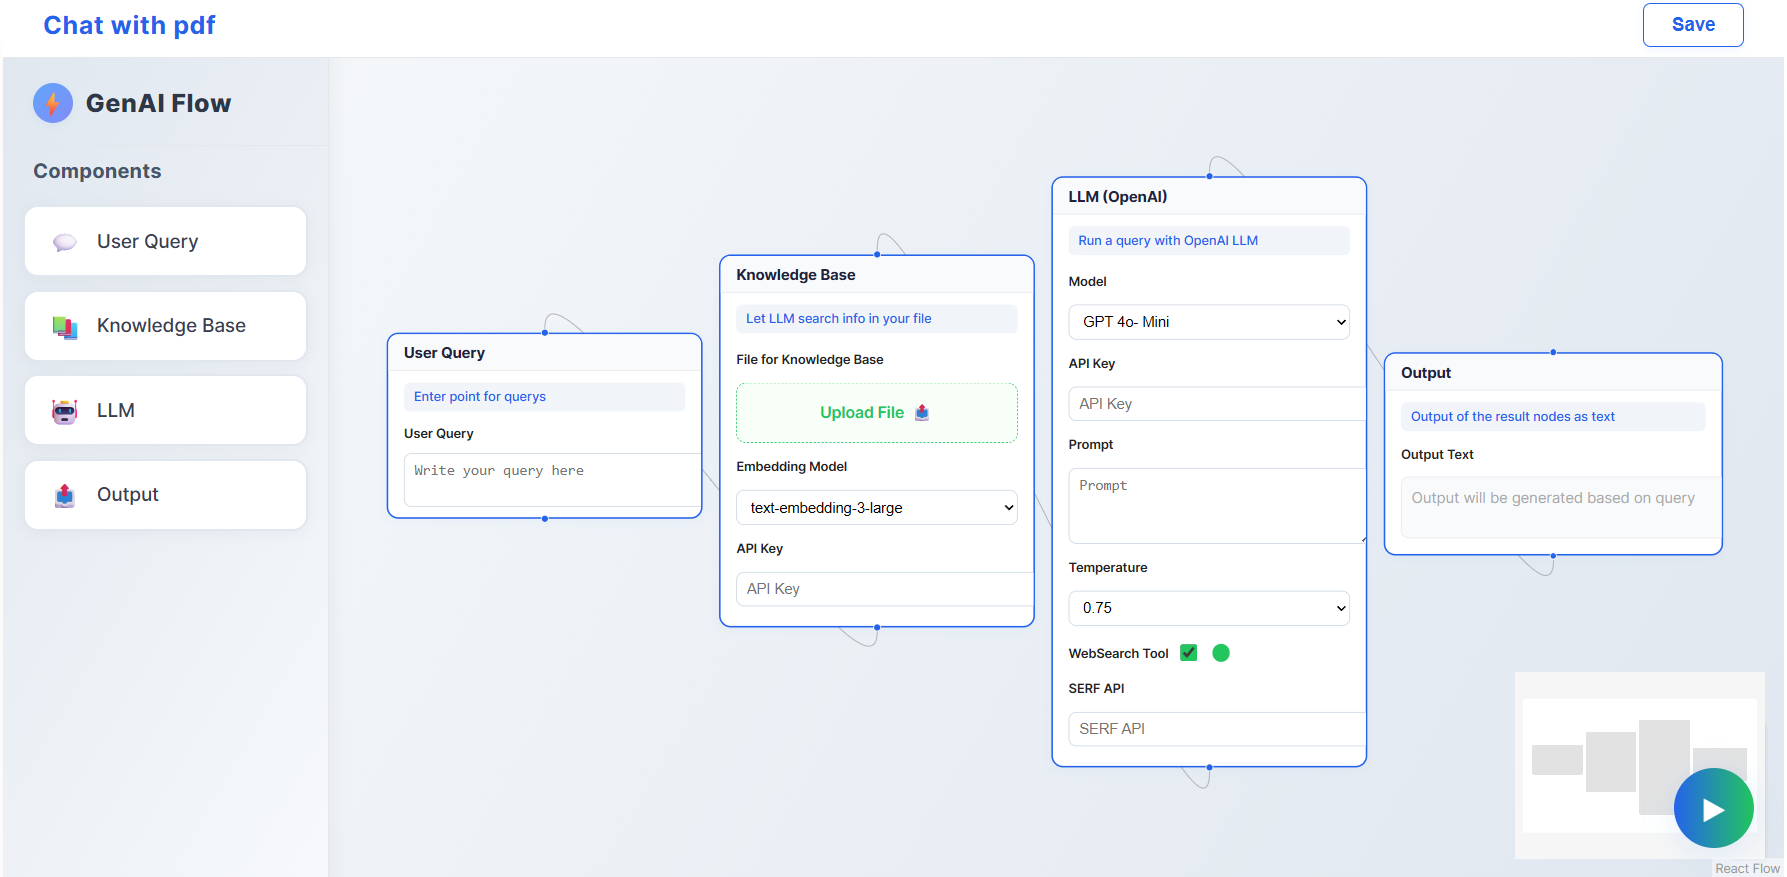 Chat with pdf
Save
GenAI Flow
Components
User Query
Knowledge Base
LLM
Output
User Query
Enter point for querys
User Query
Write your query here
Knowledge Base
Let LLM search info in your file
File for Knowledge Base
Upload File
Embedding Model
text-embedding-3-large
API Key
API Key
LLM (OpenAI)
Run a query with OpenAI LLM
Model
GPT 4o- Mini
API Key
API Key
Prompt
Prompt
Temperature
0.75
WebSearch Tool
SERF API
SERF API
Output
Output of the result nodes as text
Output Text
Output will be generated based on query
React Flow